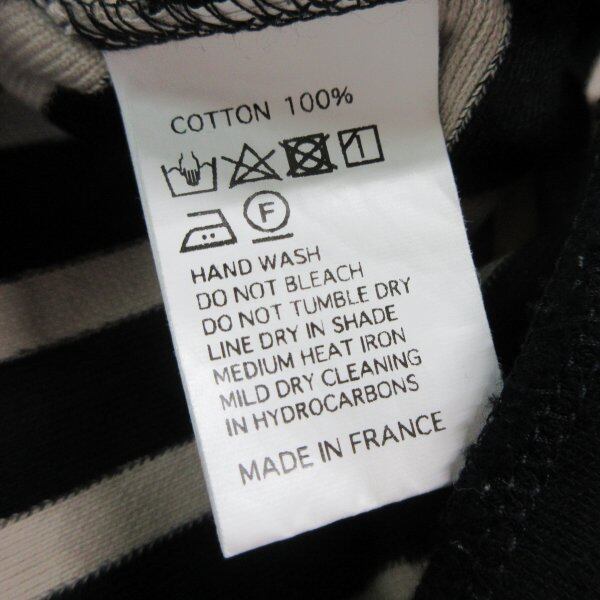 COTTON 100%
F
HAND WASH
DO NOT BLEACH
DO NOT TUMBLE DRY
LINE DRY IN SHADE
MEDIUM HEAT IRON
MILD DRY CLEANING
IN HYDROCARBONS
MADE IN FRANCE